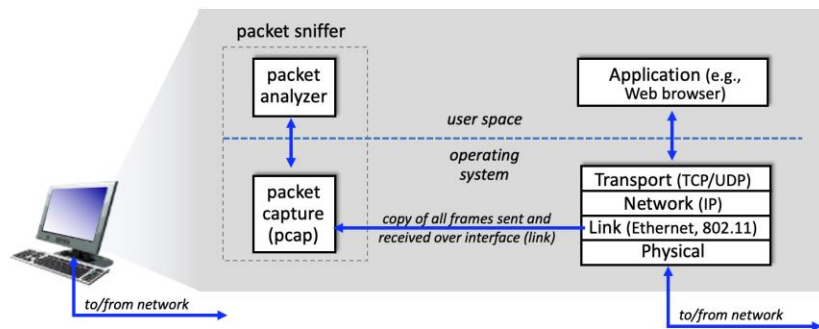 packet sniffer
packet
analyzer
Application (e.g.,
Web browser)
user space
operating
system
packet
capture
(pcap)
copy of all frames sent and
received over interface (link)
Transport (TCP/UDP)
Network (IP)
Link (Ethernet, 802.11)
Physical
to/from network
to/from network